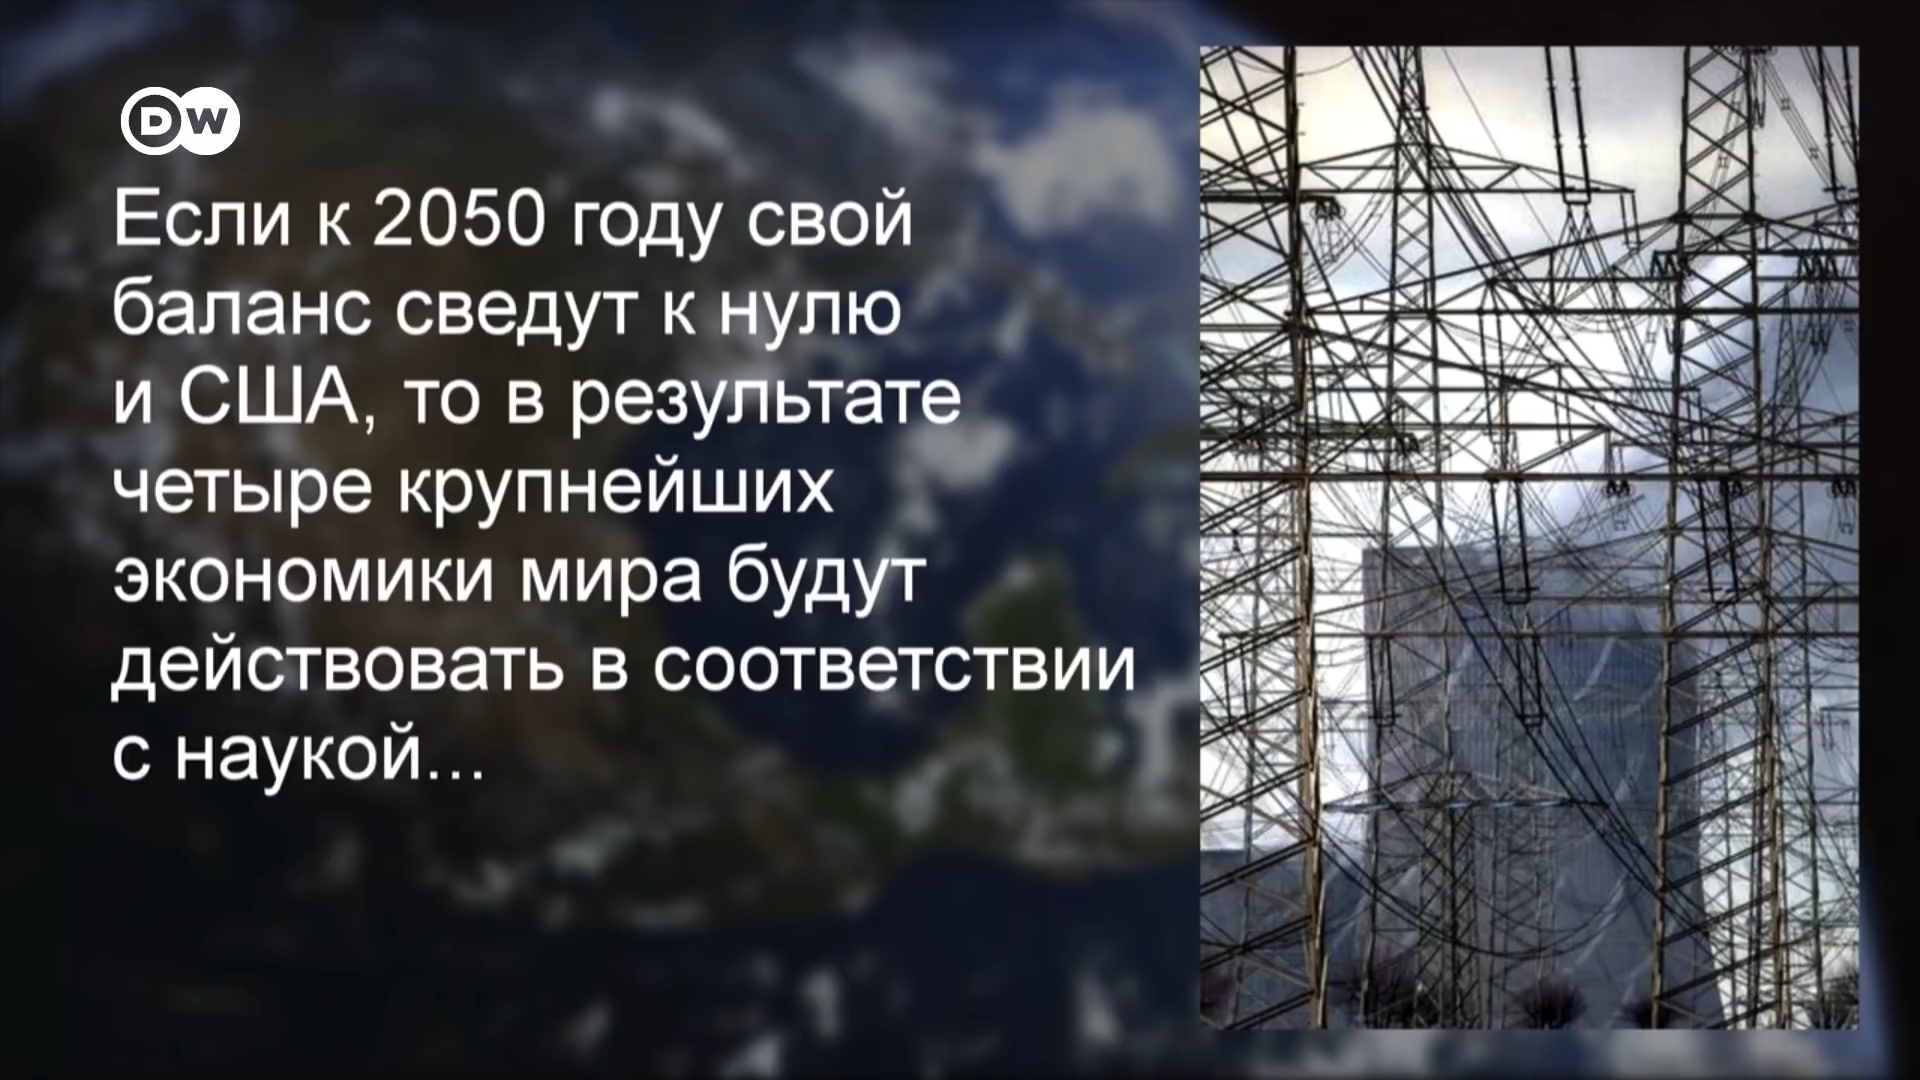 DW
Если к 2050 году свой
баланс сведут к нулю
и США, то в результате
четыре крупнейших
экономики мира будут
действовать в соответствии
с наукой...